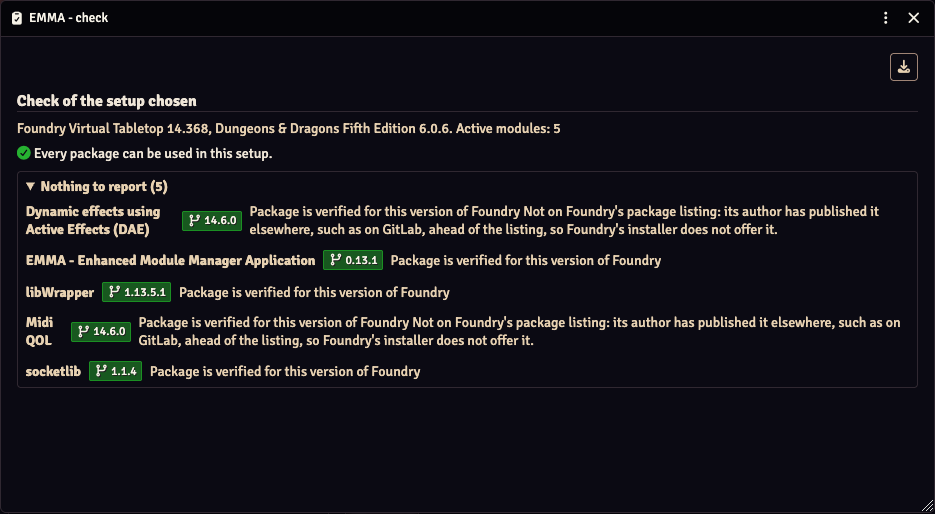 EMMA - check
Check of the setup chosen
Foundry Virtual Tabletop 14.368, Dungeons & Dragons Fifth Edition 6.0.6. Active modules: 5
Every package can be used in this setup.
Nothing to report (5)
Dynamic effects using Active Effects (DAE) 14.6.0 Package is verified for this version of Foundry Not on Foundry's package listing: its author has published it
elsewhere, such as on GitLab, ahead of the listing, so Foundry's installer does not offer it.
EMMA - Enhanced Module Manager Application 0.13.1 Package is verified for this version of Foundry
libWrapper 1.13.5.1 Package is verified for this version of Foundry
Midi QOL 14.6.0 Package is verified for this version of Foundry Not on Foundry's package listing: its author has published it elsewhere, such as on
GitLab, ahead of the listing, so Foundry's installer does not offer it.
socketlib 1.1.4 Package is verified for this version of Foundry